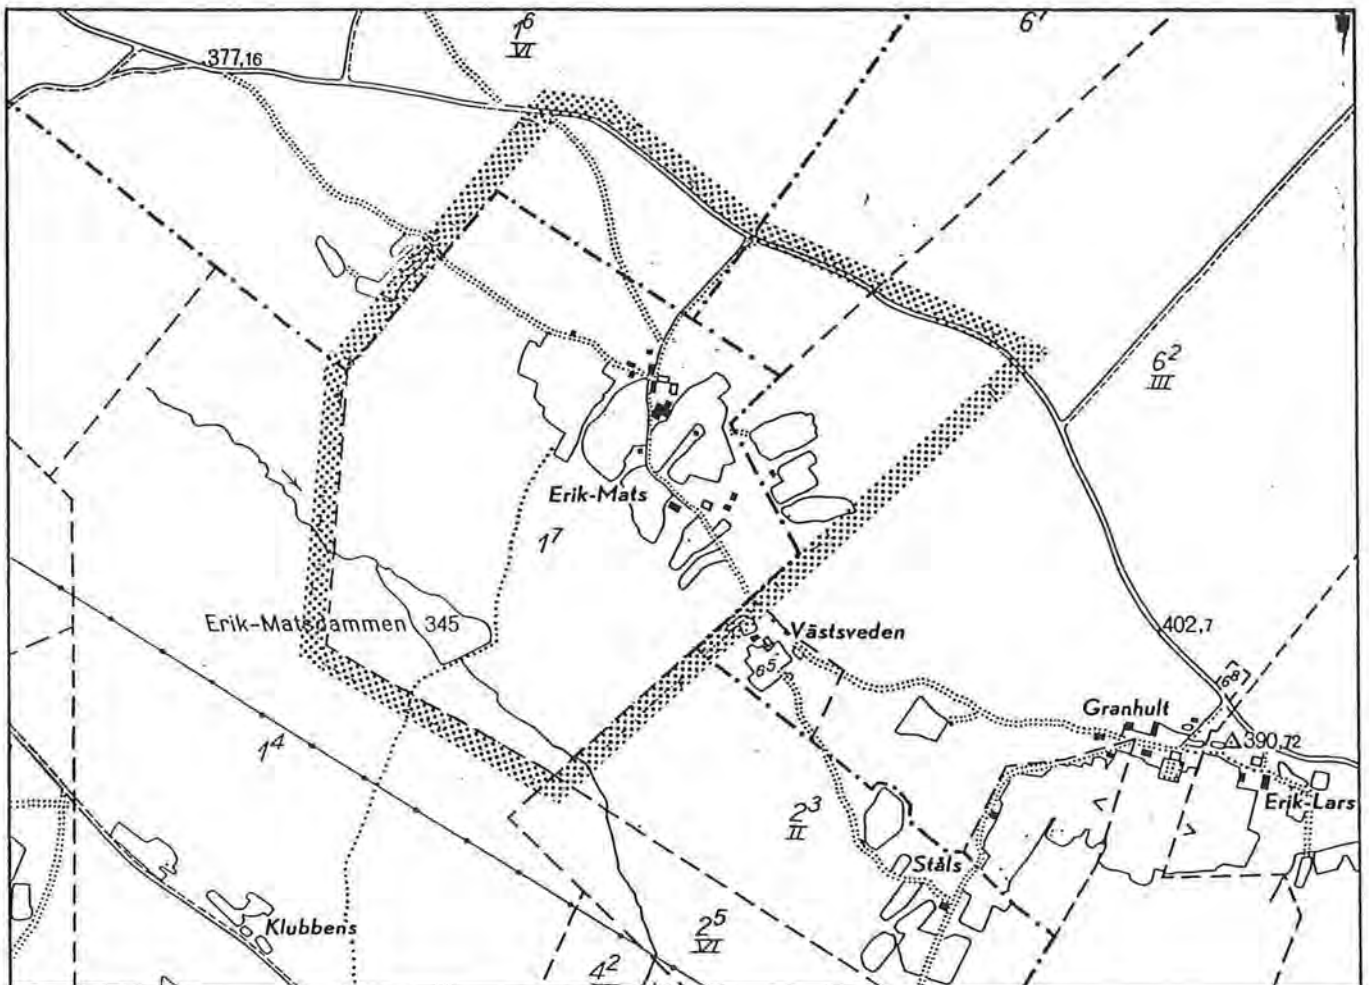 1⁶
VI
6¹
377,16
6²
III
Erik-Mats
1⁷
Erik-Matsdammen 345
Västsveden
6⁵
402,7
6⁸
Granhult
390,72
1⁴
Erik-Lars
2³
II
Ståls
Klubbens
2⁵
VI
4²